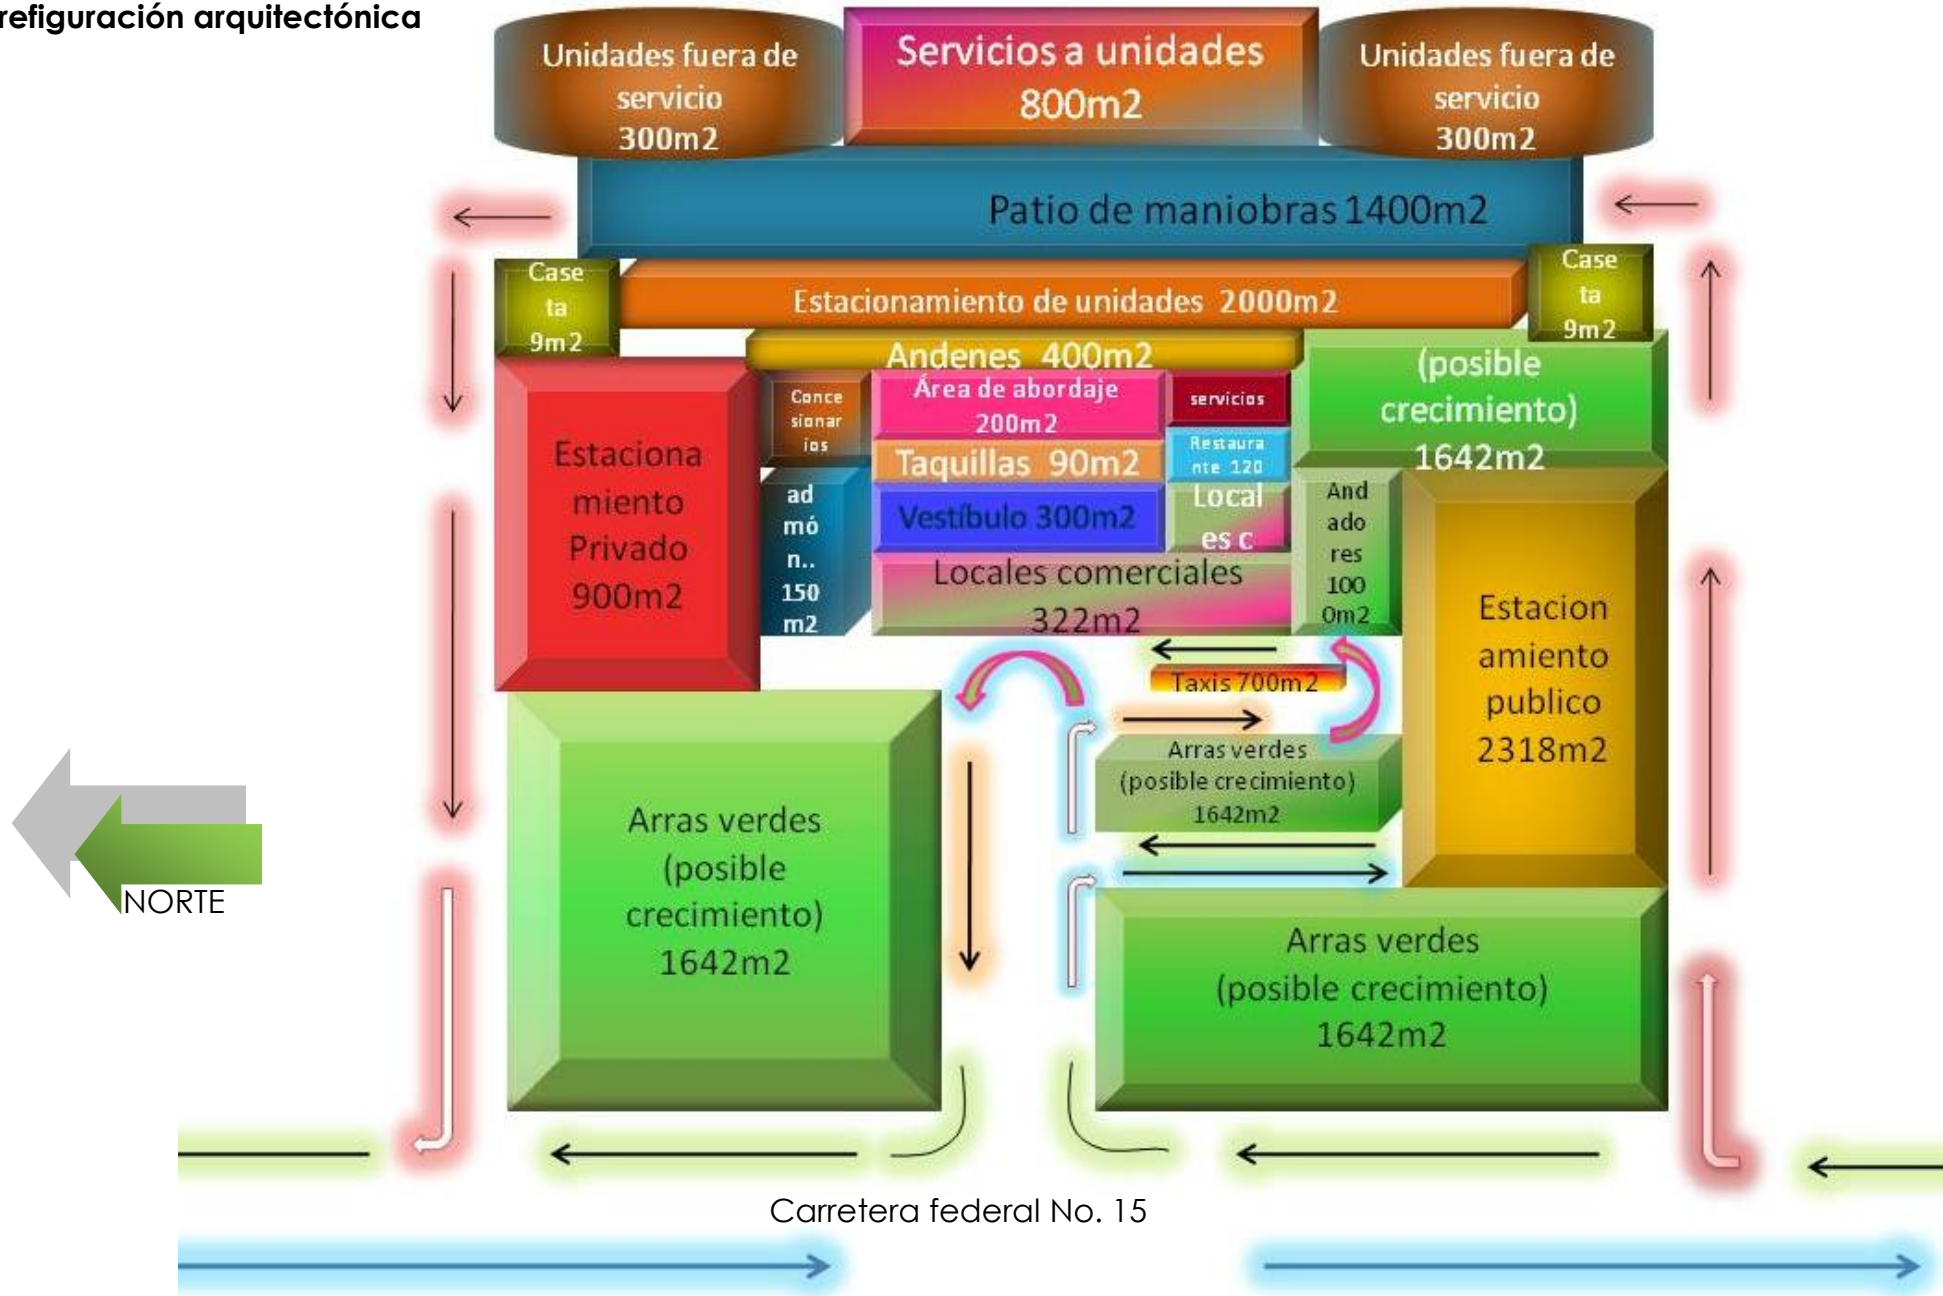 refiguración arquitectónica
Unidades fuera de
servicio
300m2
Servicios a unidades
800m2
Unidades fuera de
servicio
300m2
Patio de maniobras 1400m2
Case
ta
9m2
Estacionamiento de unidades 2000m2
Case
ta
9m2
Andenes 400m2
(posible
crecimiento)
1642m2
Estaciona
miento
Privado
900m2
Conce
sionar
ios
Área de abordaje
200m2
servicios
Taquillas 90m2
Restaura
nte 120
ad
mó
n..
150
m2
Vestíbulo 300m2
Local
es c
And
ado
res
100
0m2
Locales comerciales
322m2
Estacion
amiento
publico
2318m2
Taxis 700m2
Arras verdes
(posible crecimiento)
1642m2
Arras verdes
(posible
crecimiento)
1642m2
NORTE
Arras verdes
(posible crecimiento)
1642m2
Carretera federal No. 15